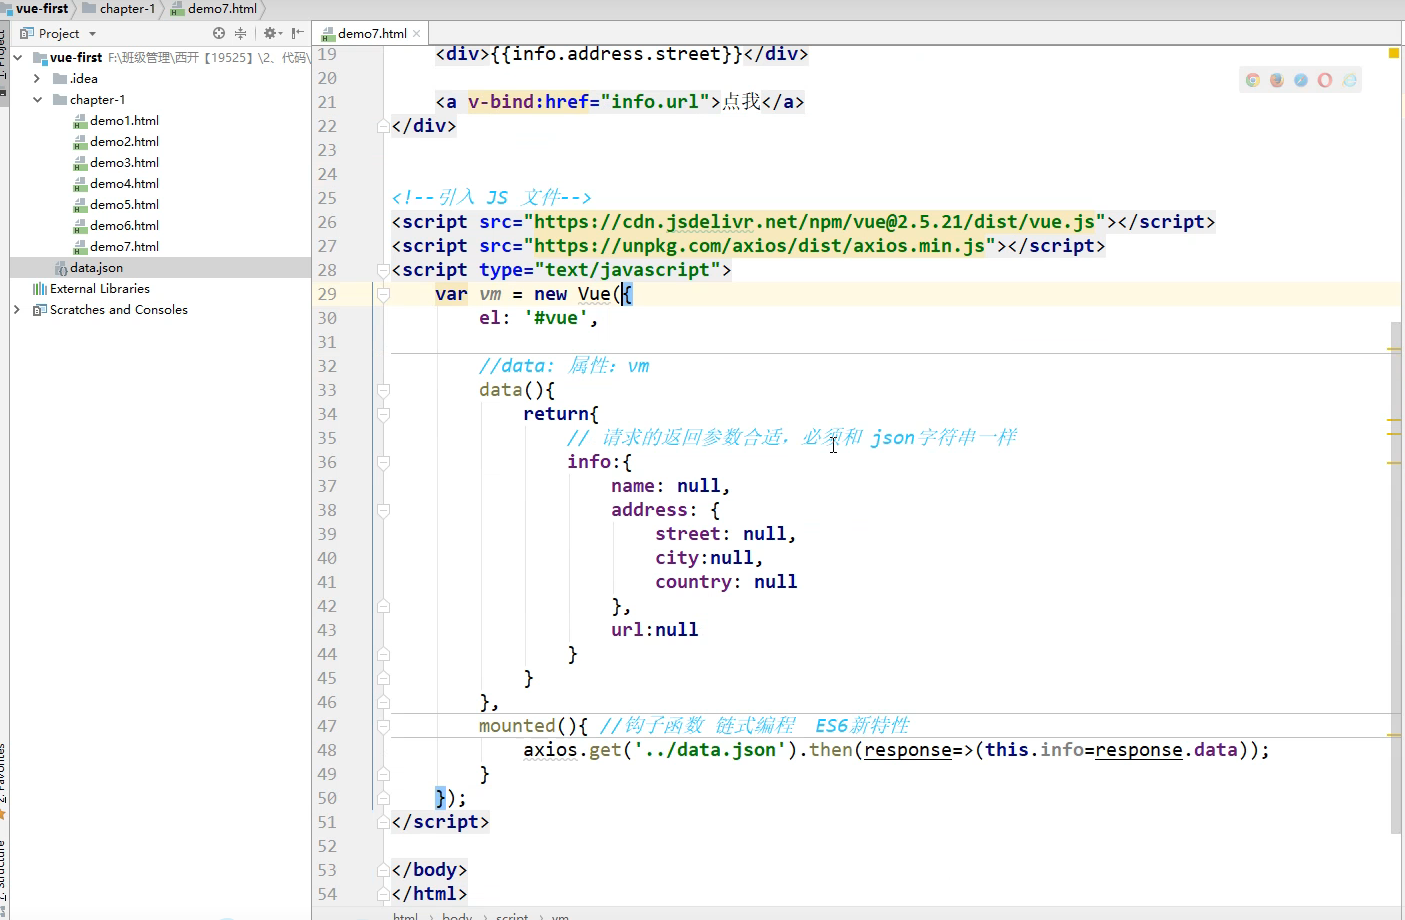 vue-first
chapter-1
demo7.html
Project
demo7.html
vue-first F:\班级管理\西开【19525】\2、代码\
.idea
chapter-1
demo1.html
demo2.html
demo3.html
demo4.html
demo5.html
demo6.html
demo7.html
data.json
External Libraries
Scratches and Consoles
19 <div>{{info.address.street}}</div>
20
21 <a v-bind:href="info.url">点我</a>
22 </div>
23
24
25 <!--引入 JS 文件-->
26 <script src="https://cdn.jsdelivr.net/npm/vue@2.5.21/dist/vue.js"></script>
27 <script src="https://unpkg.com/axios/dist/axios.min.js"></script>
28 <script type="text/javascript">
29 var vm = new Vue({
30 el: '#vue',
31
32 //data: 属性：vm
33 data(){
34 return{
35 // 请求的返回参数合适，必须和 json字符串一样
36 info:{
37 name: null,
38 address: {
39 street: null,
40 city:null,
41 country: null
42 },
43 url:null
44 }
45 }
46 },
47 mounted(){ //钩子函数 链式编程 ES6新特性
48 axios.get('../data.json').then(response=>(this.info=response.data));
49 }
50 });
51 </script>
52
53 </body>
54 </html>
html › body › script › vm